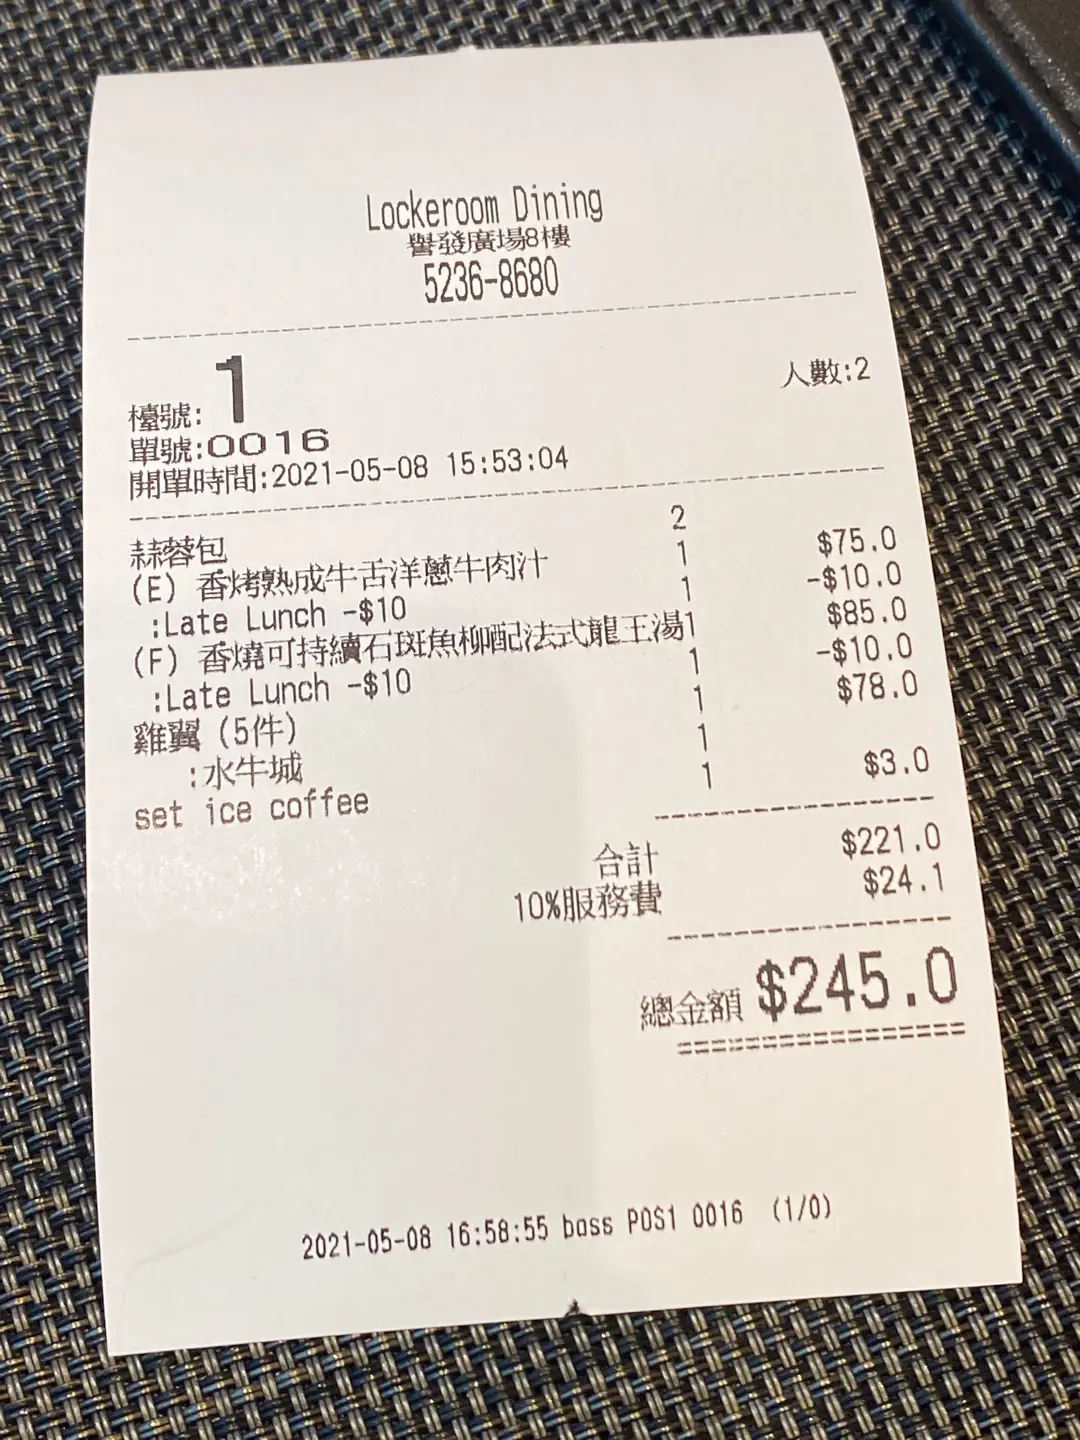 Lockeroom Dining
譽發廣場8樓
5236-8680
檯號: 1 人數:2
單號:0016
開單時間:2021-05-08 15:53:04
蒜蓉包 2
(E) 香烤熟成牛舌洋蔥牛肉汁 1 $75.0
:Late Lunch -$10 1 -$10.0
(F) 香燒可持續石斑魚柳配法式龍王湯1 $85.0
:Late Lunch -$10 1 -$10.0
雞翼 (5件) 1 $78.0
:水牛城 1
set ice coffee 1 $3.0
合計 $221.0
10%服務費 $24.1
總金額 $245.0
2021-05-08 16:58:55 boss POS1 0016 (1/0)